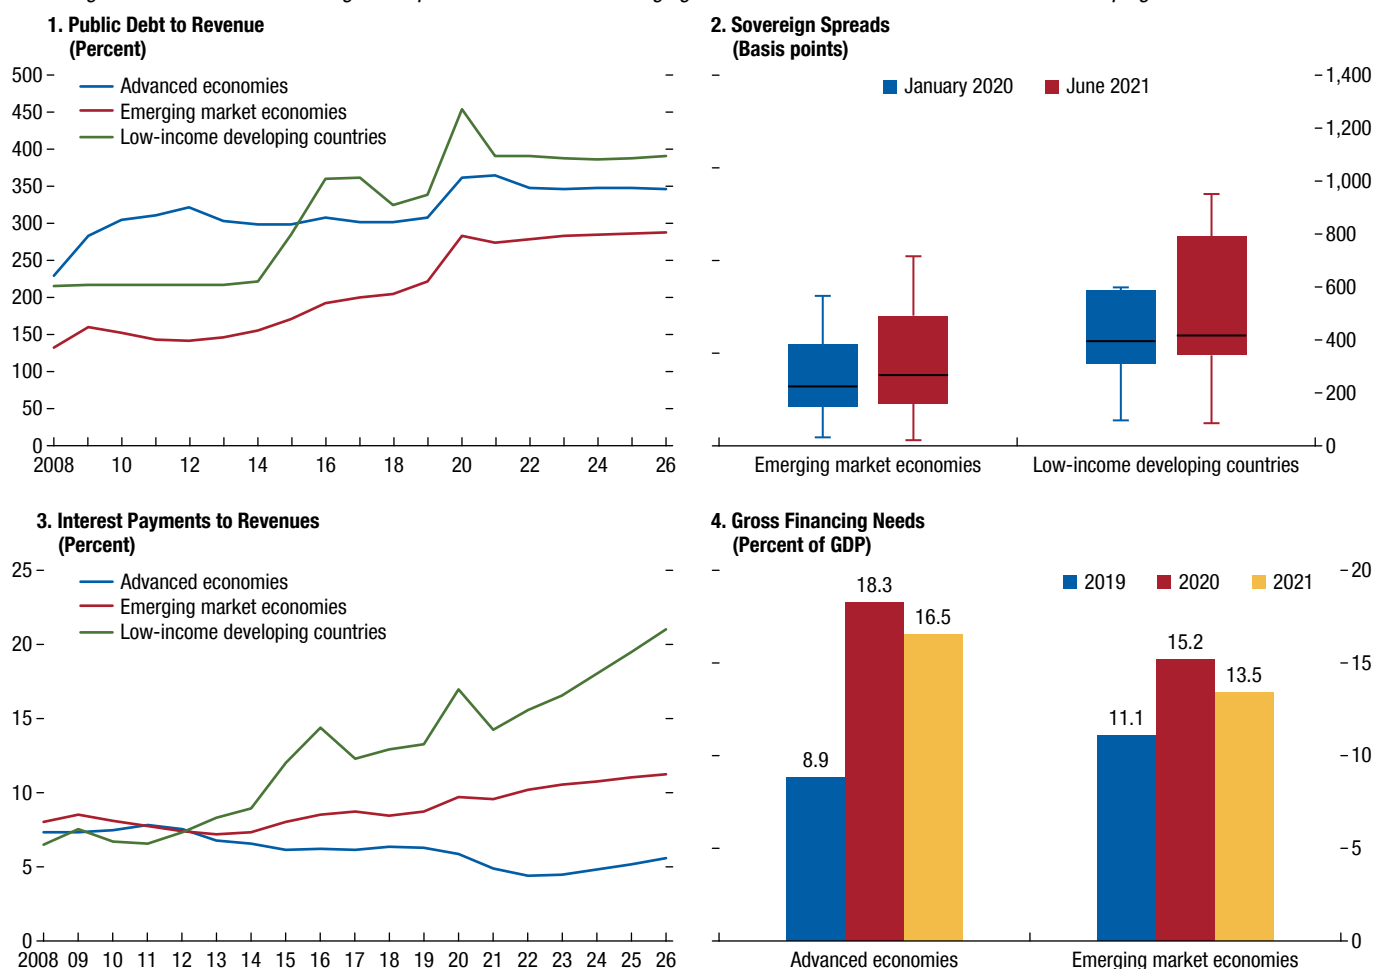 1. Public Debt to Revenue
(Percent)
500
450
400
350
300
250
200
150
100
50
0
Advanced economies
Emerging market economies
Low-income developing countries
2008 10 12 14 16 18 20 22 24 26
2. Sovereign Spreads
(Basis points)
January 2020 June 2021
1,400
1,200
1,000
800
600
400
200
0
Emerging market economies Low-income developing countries
3. Interest Payments to Revenues
(Percent)
25
20
15
10
5
0
Advanced economies
Emerging market economies
Low-income developing countries
2008 09 10 11 12 13 14 15 16 17 18 19 20 21 22 23 24 25 26
4. Gross Financing Needs
(Percent of GDP)
2019 2020 2021
20
15
10
5
0
8.9
18.3
16.5
11.1
15.2
13.5
Advanced economies Emerging market economies